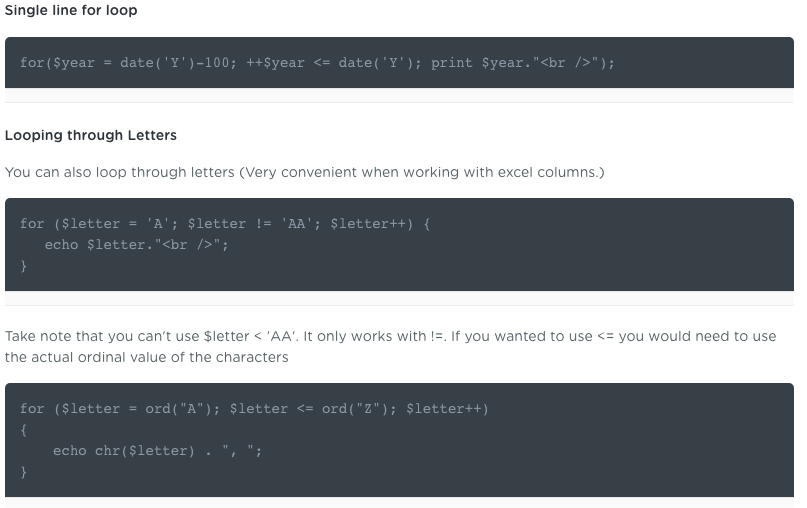 Single line for loop
for($year = date('Y')-100; ++$year <= date('Y'); print $year."<br />");
Looping through Letters
You can also loop through letters (Very convenient when working with excel columns.)
for ($letter = 'A'; $letter != 'AA'; $letter++) {
   echo $letter."<br />";
}
Take note that you can't use $letter < 'AA'. It only works with !=. If you wanted to use <= you would need to use
the actual ordinal value of the characters
for ($letter = ord("A"); $letter <= ord("Z"); $letter++)
{
    echo chr($letter) . ", ";
}